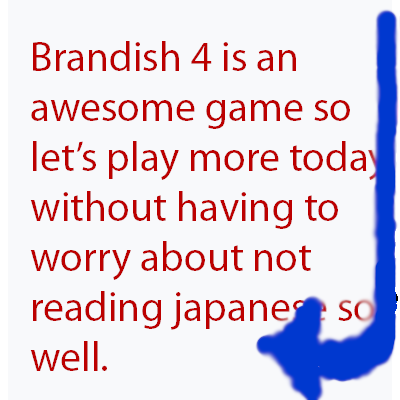 Brandish 4 is an
awesome game so
let's play more today
without having to
worry about not
reading japanese so
well.